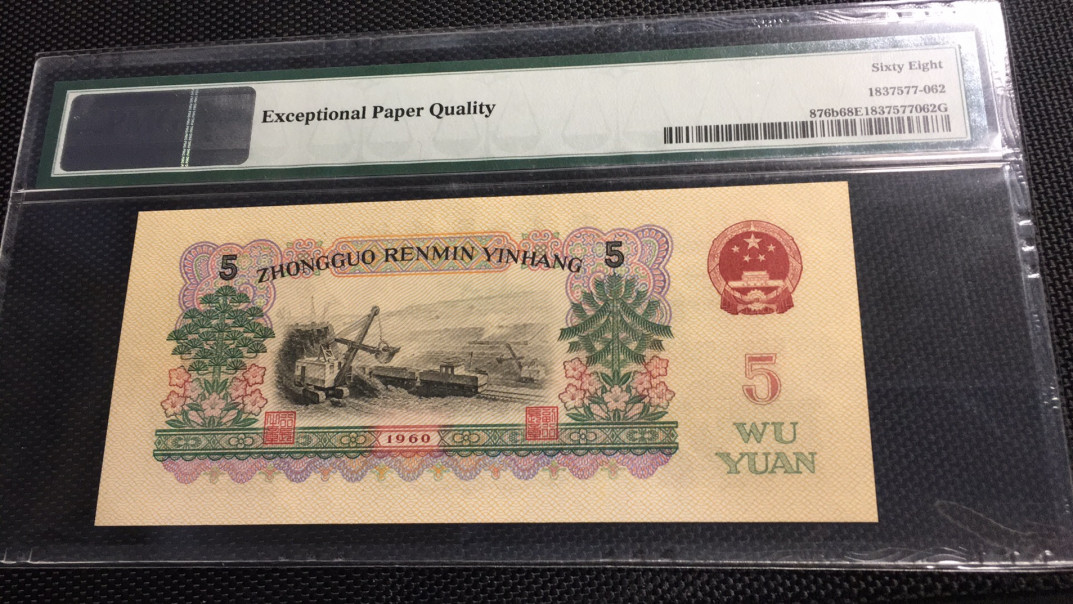 Sixty Eight
Exceptional Paper Quality
1837577-062
876b68E1837577062G
5 ZHONGGUO RENMIN YINHANG 5
5
1960
WU
YUAN